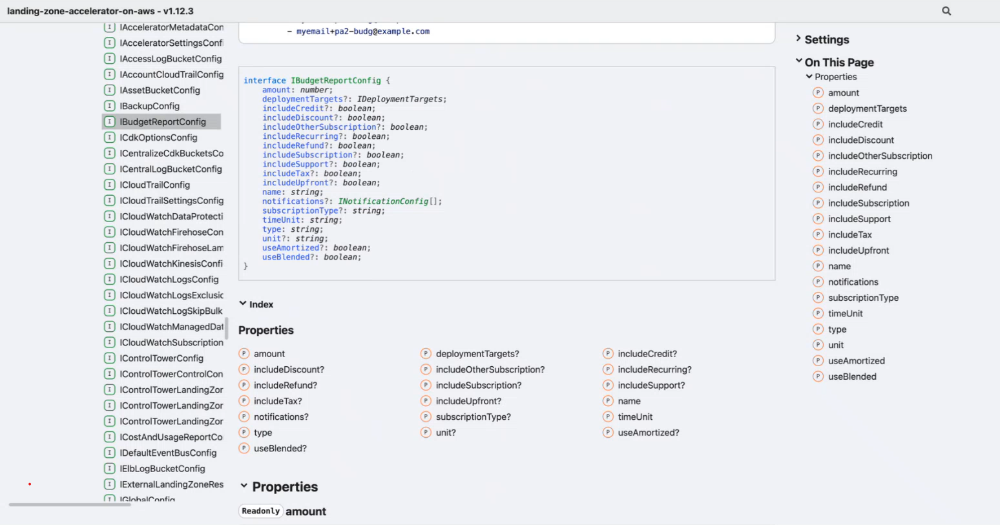 landing-zone-accelerator-on-aws - v1.12.3
IAcceleratorMetadataCon
IAcceleratorSettingsConfi
IAccessLogBucketConfig
IAccountCloudTrailConfig
IAssetBucketConfig
IBackupConfig
IBudgetReportConfig
ICdkOptionsConfig
ICentralizeCdkBucketsCo
ICentralLogBucketConfig
ICloudTrailConfig
ICloudTrailSettingsConfig
ICloudWatchDataProtecti
ICloudWatchFirehoseCon
ICloudWatchFirehoseLam
ICloudWatchKinesisConfi
ICloudWatchLogsConfig
ICloudWatchLogsExclusic
ICloudWatchLogSkipBulk
ICloudWatchManagedDat
ICloudWatchSubscription
IControlTowerConfig
IControlTowerControlCon
IControlTowerLandingZor
IControlTowerLandingZor
IControlTowerLandingZor
ICostAndUsageReportCo
IDefaultEventBusConfig
IElbLogBucketConfig
IExternalLandingZoneRes
IGlobalConfig
- myemail+pa2-budg@example.com
interface IBudgetReportConfig {
amount: number;
deploymentTargets?: IDeploymentTargets;
includeCredit?: boolean;
includeDiscount?: boolean;
includeOtherSubscription?: boolean;
includeRecurring?: boolean;
includeRefund?: boolean;
includeSubscription?: boolean;
includeSupport?: boolean;
includeTax?: boolean;
includeUpfront?: boolean;
name: string;
notifications?: INotificationConfig[];
subscriptionType?: string;
timeUnit: string;
type: string;
unit?: string;
useAmortized?: boolean;
useBlended?: boolean;
}
Index
Properties
P amount P deploymentTargets? P includeCredit?
P includeDiscount? P includeOtherSubscription? P includeRecurring?
P includeRefund? P includeSubscription? P includeSupport?
P includeTax? P includeUpfront? P name
P notifications? P subscriptionType? P timeUnit
P type P unit? P useAmortized?
P useBlended?
Properties
Readonly amount
Settings
On This Page
Properties
P amount
P deploymentTargets
P includeCredit
P includeDiscount
P includeOtherSubscription
P includeRecurring
P includeRefund
P includeSubscription
P includeSupport
P includeTax
P includeUpfront
P name
P notifications
P subscriptionType
P timeUnit
P type
P unit
P useAmortized
P useBlended